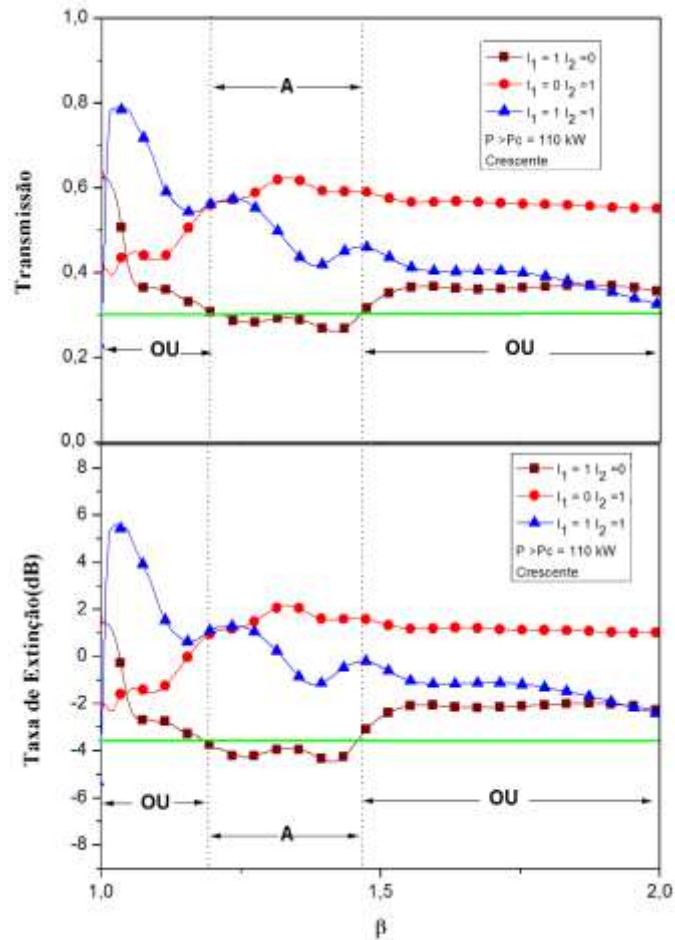 1,0
0,8
0,6
0,4
0,2
0,0
Transmissão
A
I1 = 1 I2 =0
I1 = 0 I2 =1
I1 = 1 I2 =1
P >Pc = 110 kW
Crescente
OU
OU
8
6
4
2
0
-2
-4
-6
-8
Taxa de Extinção(dB)
I1 = 1 I2 =0
I1 = 0 I2 =1
I1 = 1 I2 =1
P >Pc = 110 kW
Crescente
OU
A
OU
1,0
1,5
2,0
β